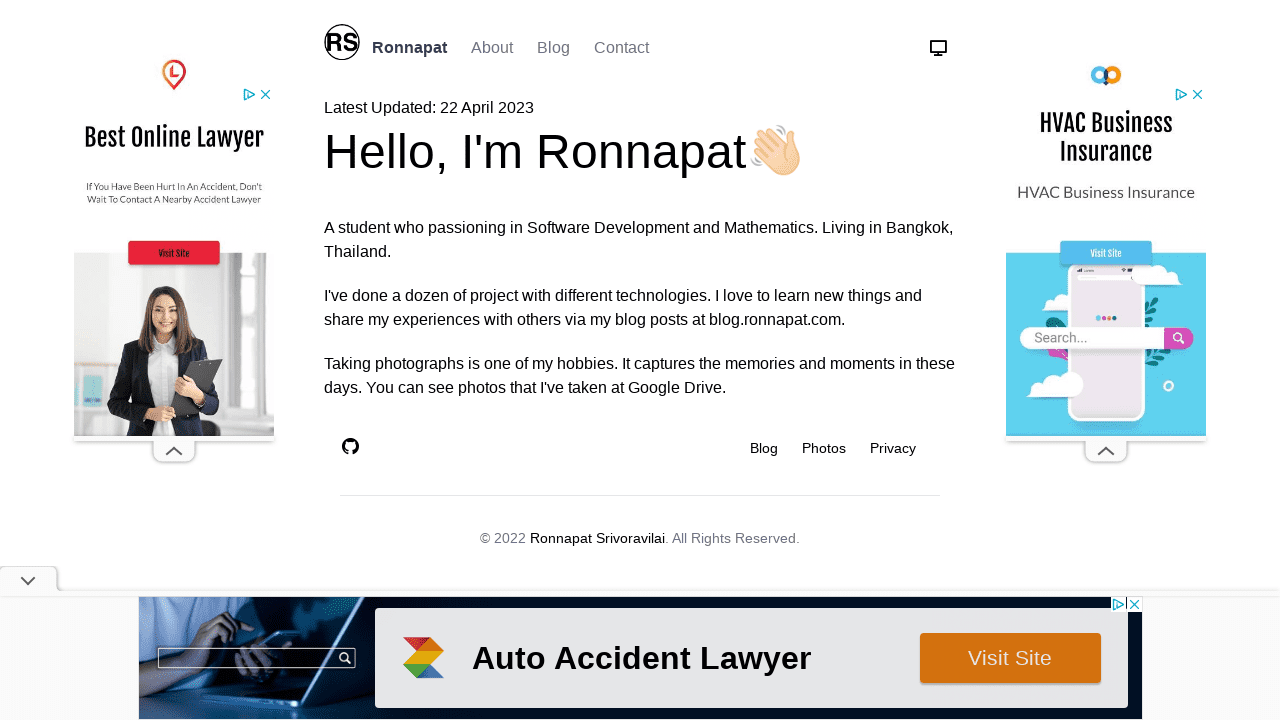 RS Ronnapat About Blog Contact
Latest Updated: 22 April 2023
Hello, I'm Ronnapat👋🏻
A student who passioning in Software Development and Mathematics. Living in Bangkok,
Thailand.
I've done a dozen of project with different technologies. I love to learn new things and
share my experiences with others via my blog posts at blog.ronnapat.com.
Taking photographs is one of my hobbies. It captures the memories and moments in these
days. You can see photos that I've taken at Google Drive.
Blog Photos Privacy
© 2022 Ronnapat Srivoravilai. All Rights Reserved.
Best Online Lawyer
If You Have Been Hurt In An Accident, Don't
Wait To Contact A Nearby Accident Lawyer
Visit Site
HVAC Business
Insurance
HVAC Business Insurance
Visit Site
Search...
Auto Accident Lawyer
Visit Site